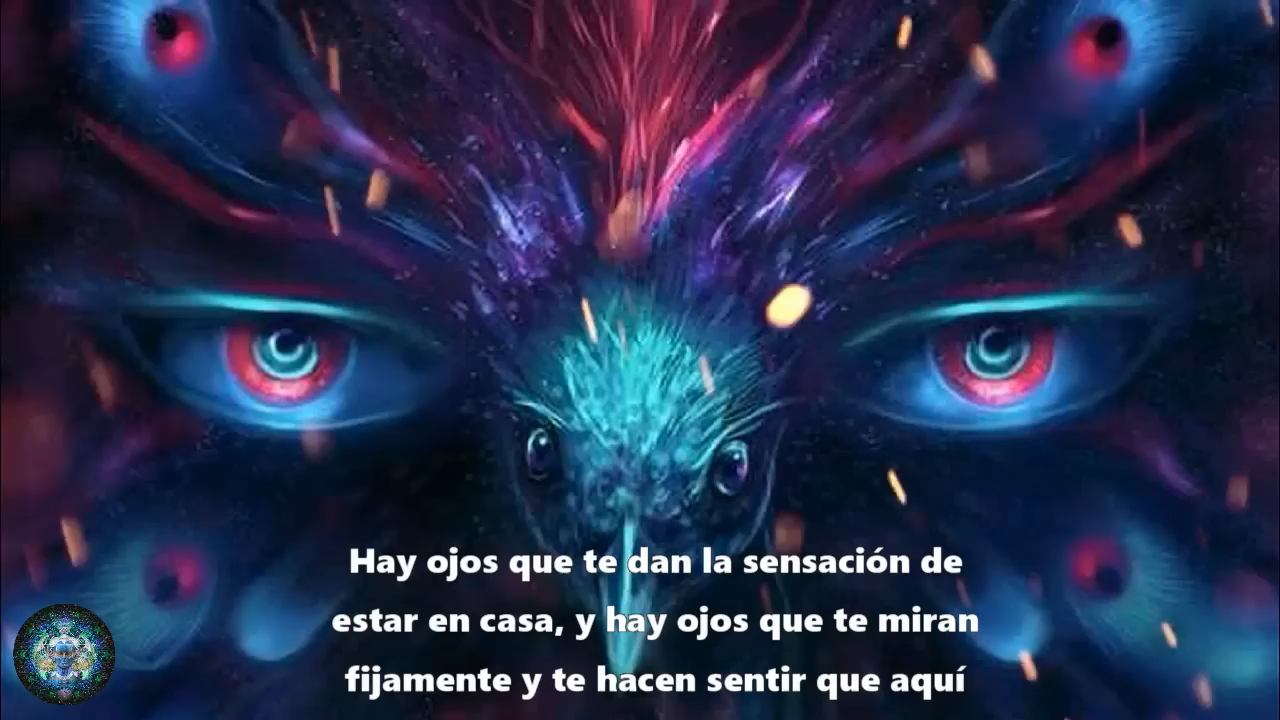 Hay ojos que te dan la sensación de
estar en casa, y hay ojos que te miran
fijamente y te hacen sentir que aquí